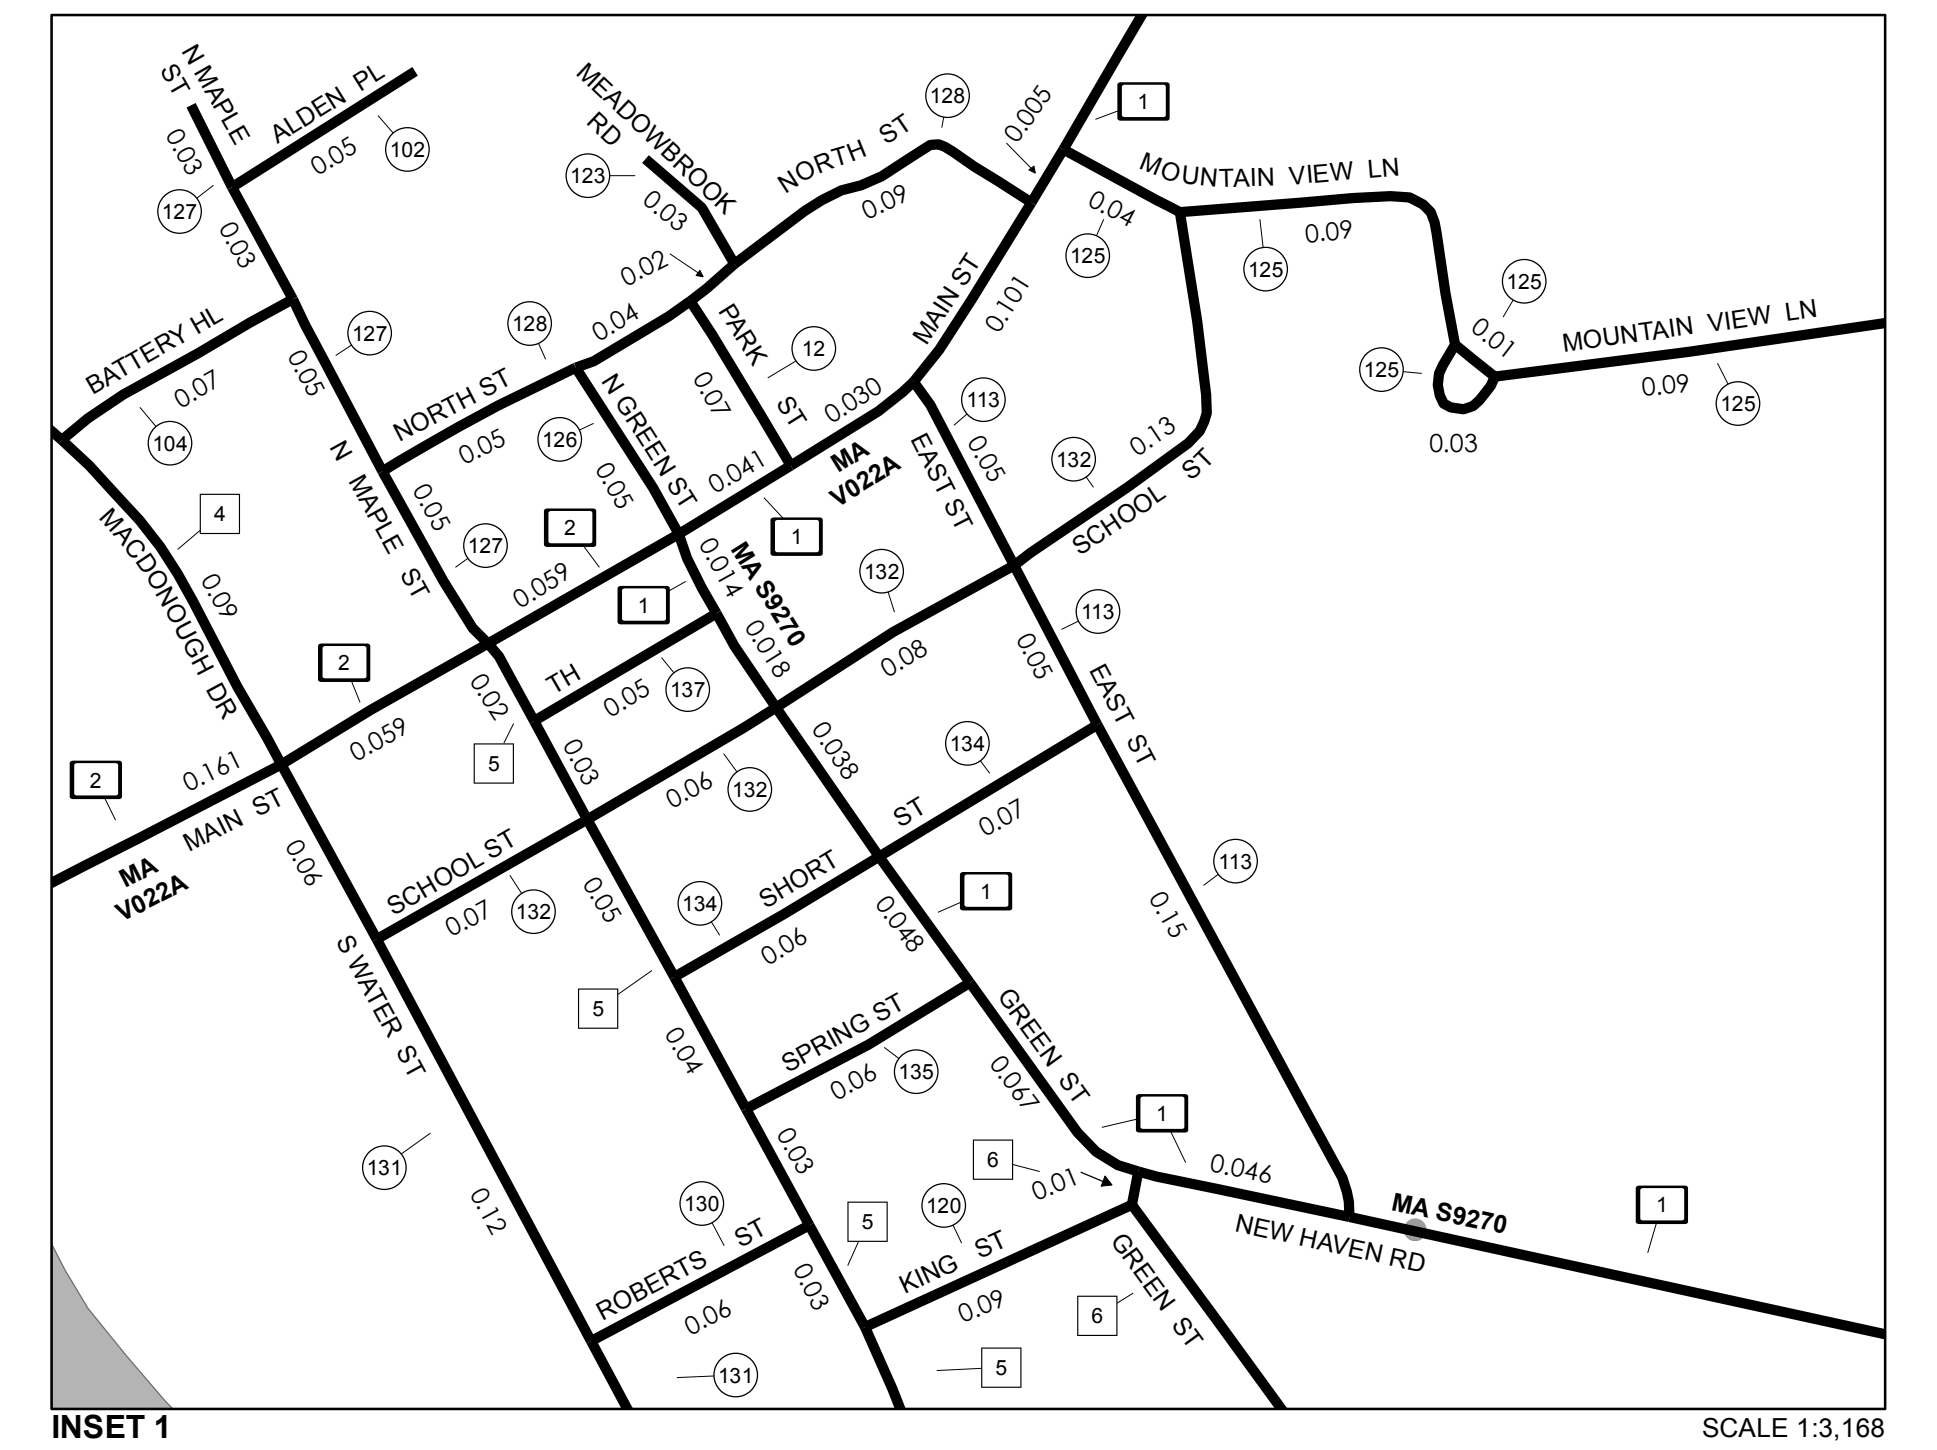 N MAPLE
ST
0.03
ALDEN PL
0.05
102
127
0.03
MEADOWBROOK
RD
123
0.03
0.02
NORTH ST
128
0.09
0.005
1
MOUNTAIN VIEW LN
0.04
125
125
0.09
125
0.01
125
0.03
MOUNTAIN VIEW LN
0.09
125
BATTERY HL
0.07
104
127
0.05
128
0.04
NORTH ST
0.05
126
N GREEN ST
0.05
PARK
ST
12
0.07
MAIN ST
0.101
0.030
0.041
MA
V022A
1
113
0.05
EAST ST
132
0.13
SCHOOL ST
4
MACDONOUGH DR
0.09
N MAPLE ST
0.05
127
2
0.059
1
0.014
MA S9270
0.018
132
0.08
113
0.05
EAST ST
2
0.059
0.02
TH
0.05
137
5
0.03
2
0.161
MAIN ST
MA
V022A
0.06
SCHOOL ST
0.07
132
0.06
132
0.038
134
0.07
SHORT ST
134
0.06
1
0.048
113
0.15
0.05
5
S WATER ST
0.04
SPRING ST
0.06
135
GREEN ST
0.067
131
0.12
0.03
6
0.01
1
0.046
MA S9270
NEW HAVEN RD
1
130
ROBERTS ST
0.06
5
0.03
120
KING ST
0.09
6
GREEN ST
131
5
INSET 1
SCALE 1:3,168